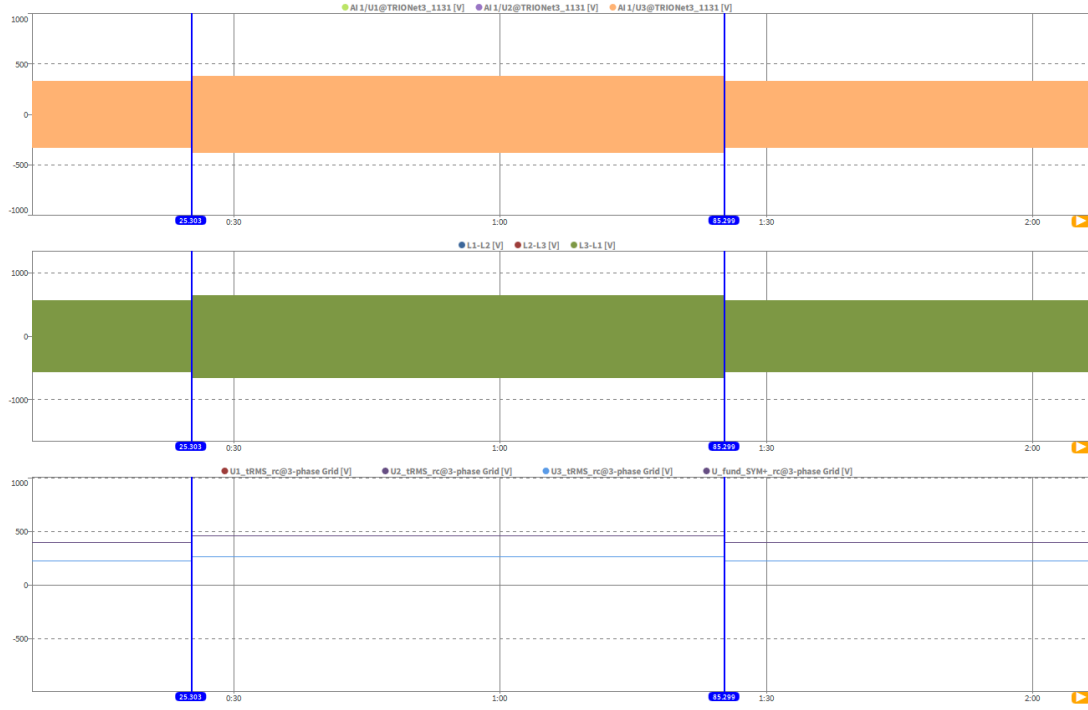 AI 1/U1@TRIONet3_1131 [V] AI 1/U2@TRIONet3_1131 [V] AI 1/U3@TRIONet3_1131 [V]
1000
500
0
-500
-1000
25.303 0:30 1:00 85.299 1:30 2:00
L1-L2 [V] L2-L3 [V] L3-L1 [V]
1000
0
-1000
25.303 0:30 1:00 85.299 1:30 2:00
U1_tRMS_rc@3-phase Grid [V] U2_tRMS_rc@3-phase Grid [V] U3_tRMS_rc@3-phase Grid [V] U_fund_SYM+_rc@3-phase Grid [V]
1000
500
0
-500
25.303 0:30 1:00 85.299 1:30 2:00